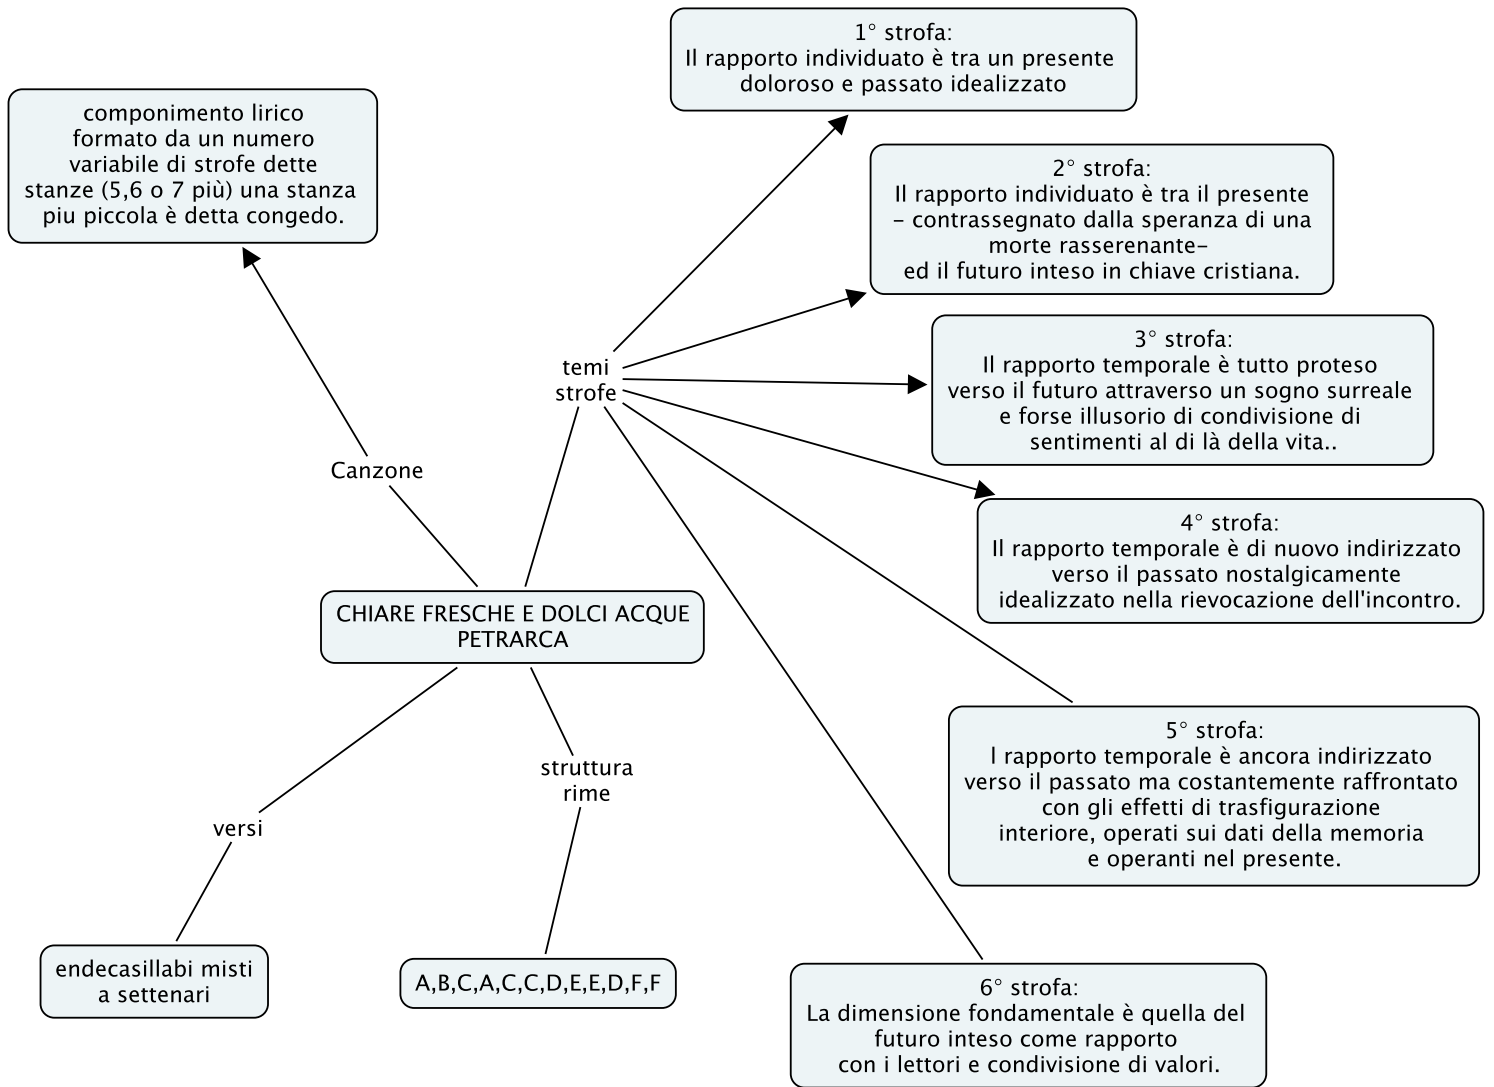 1° strofa:
Il rapporto individuato è tra un presente
doloroso e passato idealizzato
componimento lirico
formato da un numero
variabile di strofe dette
stanze (5,6 o 7 più) una stanza
piu piccola è detta congedo.
2° strofa:
Il rapporto individuato è tra il presente
- contrassegnato dalla speranza di una
morte rasserenante-
ed il futuro inteso in chiave cristiana.
3° strofa:
Il rapporto temporale è tutto proteso
verso il futuro attraverso un sogno surreale
e forse illusorio di condivisione di
sentimenti al di là della vita..
temi
strofe
Canzone
4° strofa:
Il rapporto temporale è di nuovo indirizzato
verso il passato nostalgicamente
idealizzato nella rievocazione dell'incontro.
CHIARE FRESCHE E DOLCI ACQUE
PETRARCA
5° strofa:
l rapporto temporale è ancora indirizzato
verso il passato ma costantemente raffrontato
con gli effetti di trasfigurazione
interiore, operati sui dati della memoria
e operanti nel presente.
struttura
rime
versi
endecasillabi misti
a settenari
A,B,C,A,C,C,D,E,E,D,F,F
6° strofa:
La dimensione fondamentale è quella del
futuro inteso come rapporto
con i lettori e condivisione di valori.